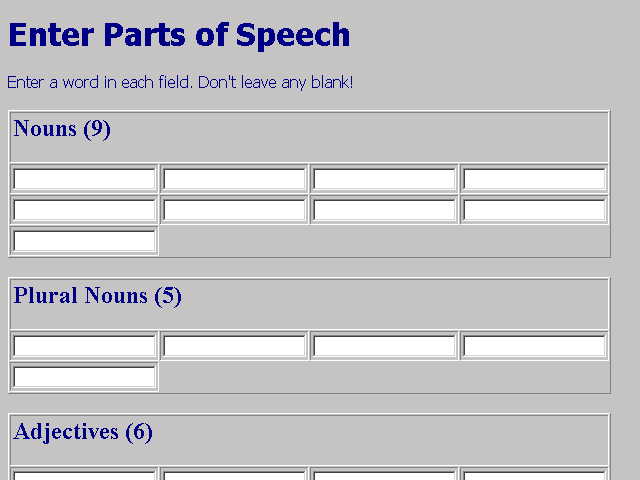 Enter Parts of Speech
Enter a word in each field. Don't leave any blank!
Nouns (9)
Plural Nouns (5)
Adjectives (6)